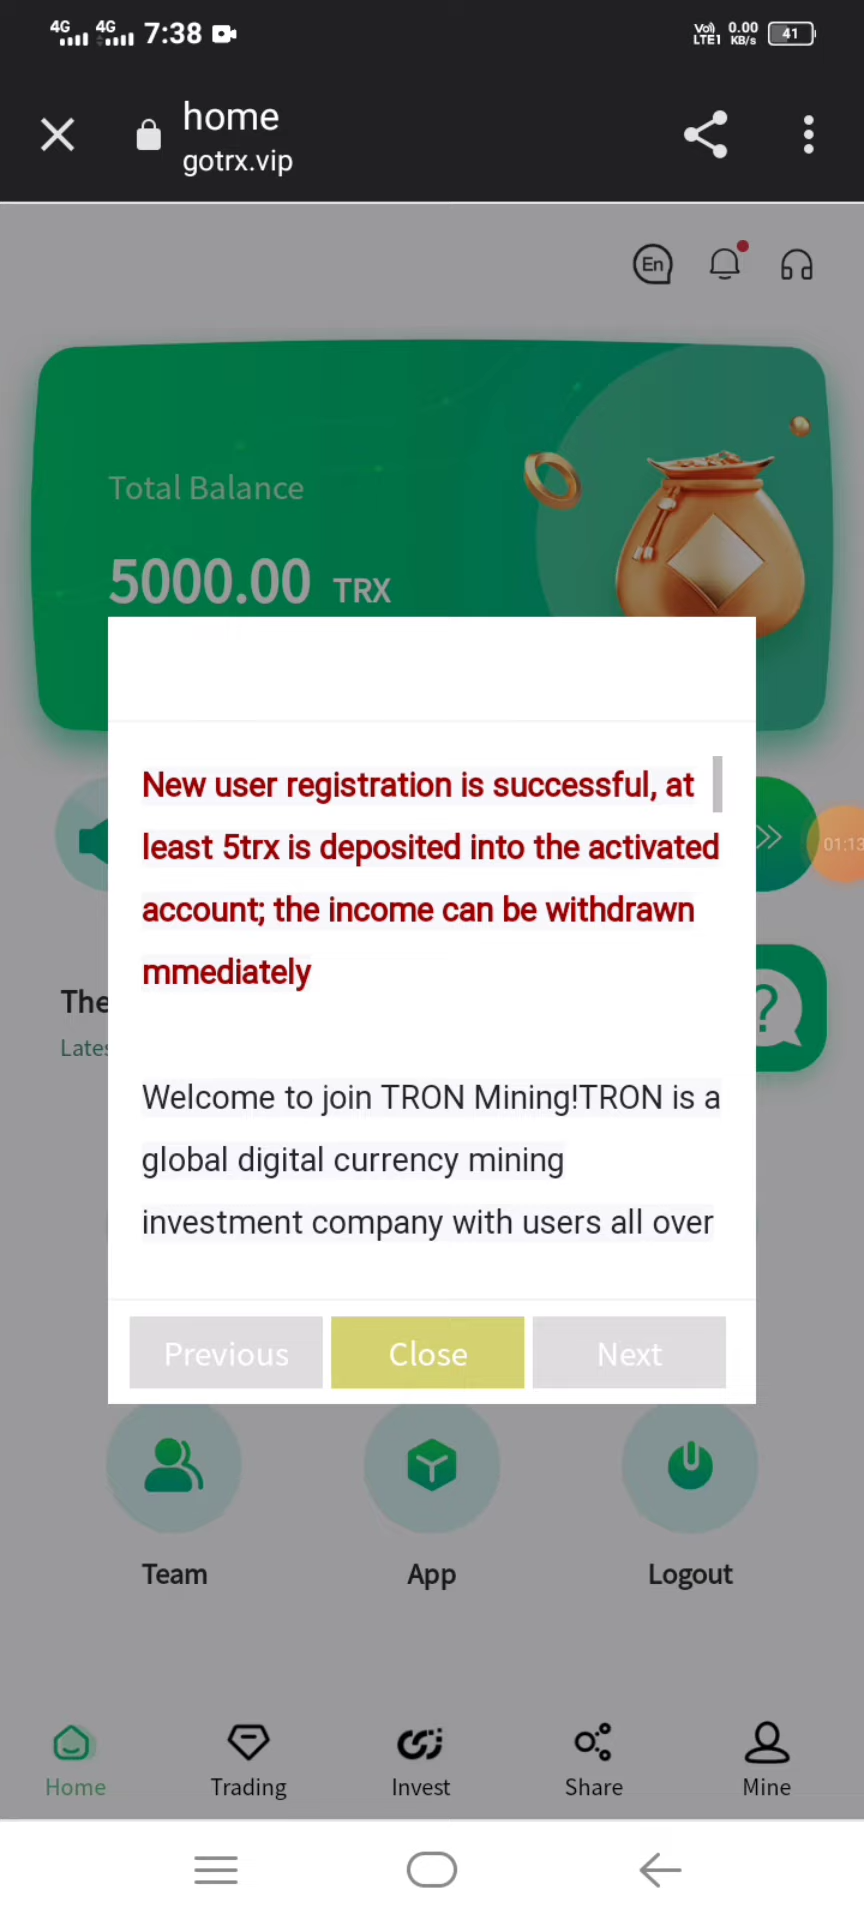 4G 4G 7:38 Vo) LTE1 0.00 KB/s 41
home
gotrx.vip
En
Total Balance
5000.00 TRX
New user registration is successful, at
least 5trx is deposited into the activated
account; the income can be withdrawn
mmediately
01:13
The
Lates
?
Welcome to join TRON Mining!TRON is a
global digital currency mining
investment company with users all over
Previous Close Next
Team App Logout
Home Trading Invest Share Mine